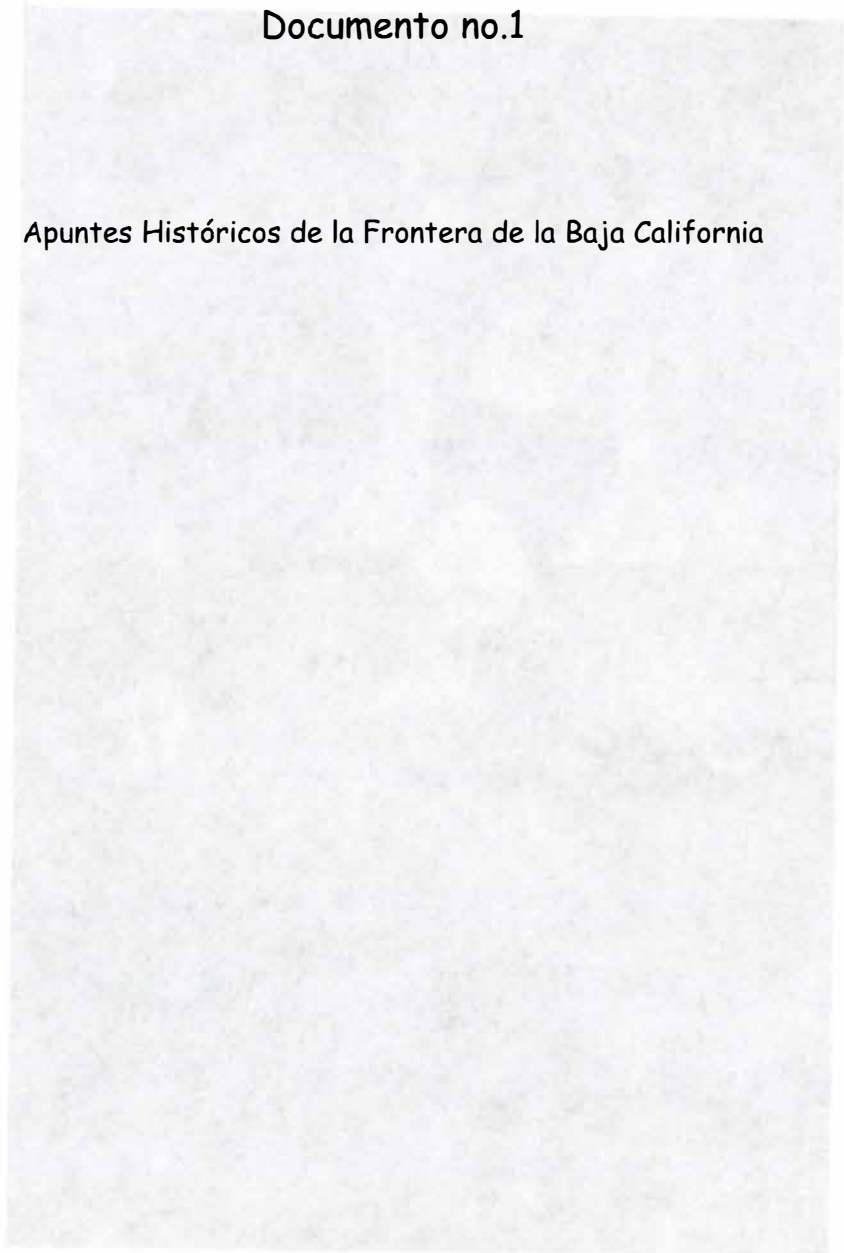 Documento no.1
Apuntes Históricos de la Frontera de la Baja California